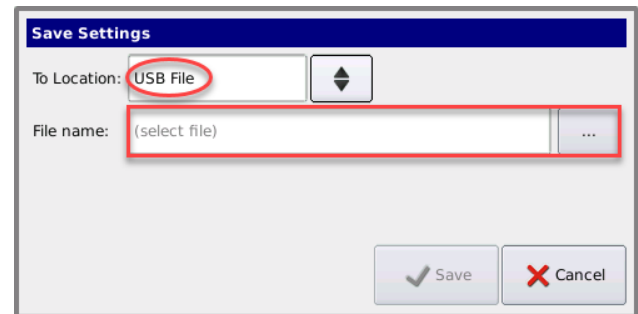 Save Settings
To Location: USB File
File name: (select file) ...
Save Cancel